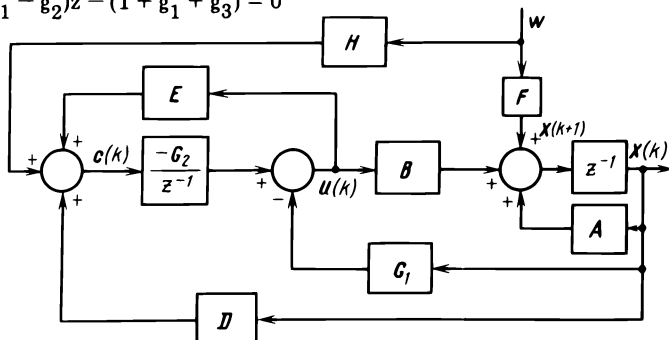 1 − g₂)z − (1 + g₁ + g₃) = 0
w
H
E
F
+
+ x(k+1)
x(k)
+
c(k)
−G₂
z⁻¹
+
u(k)
B
+
z⁻¹
+
−
+
A
G₁
D